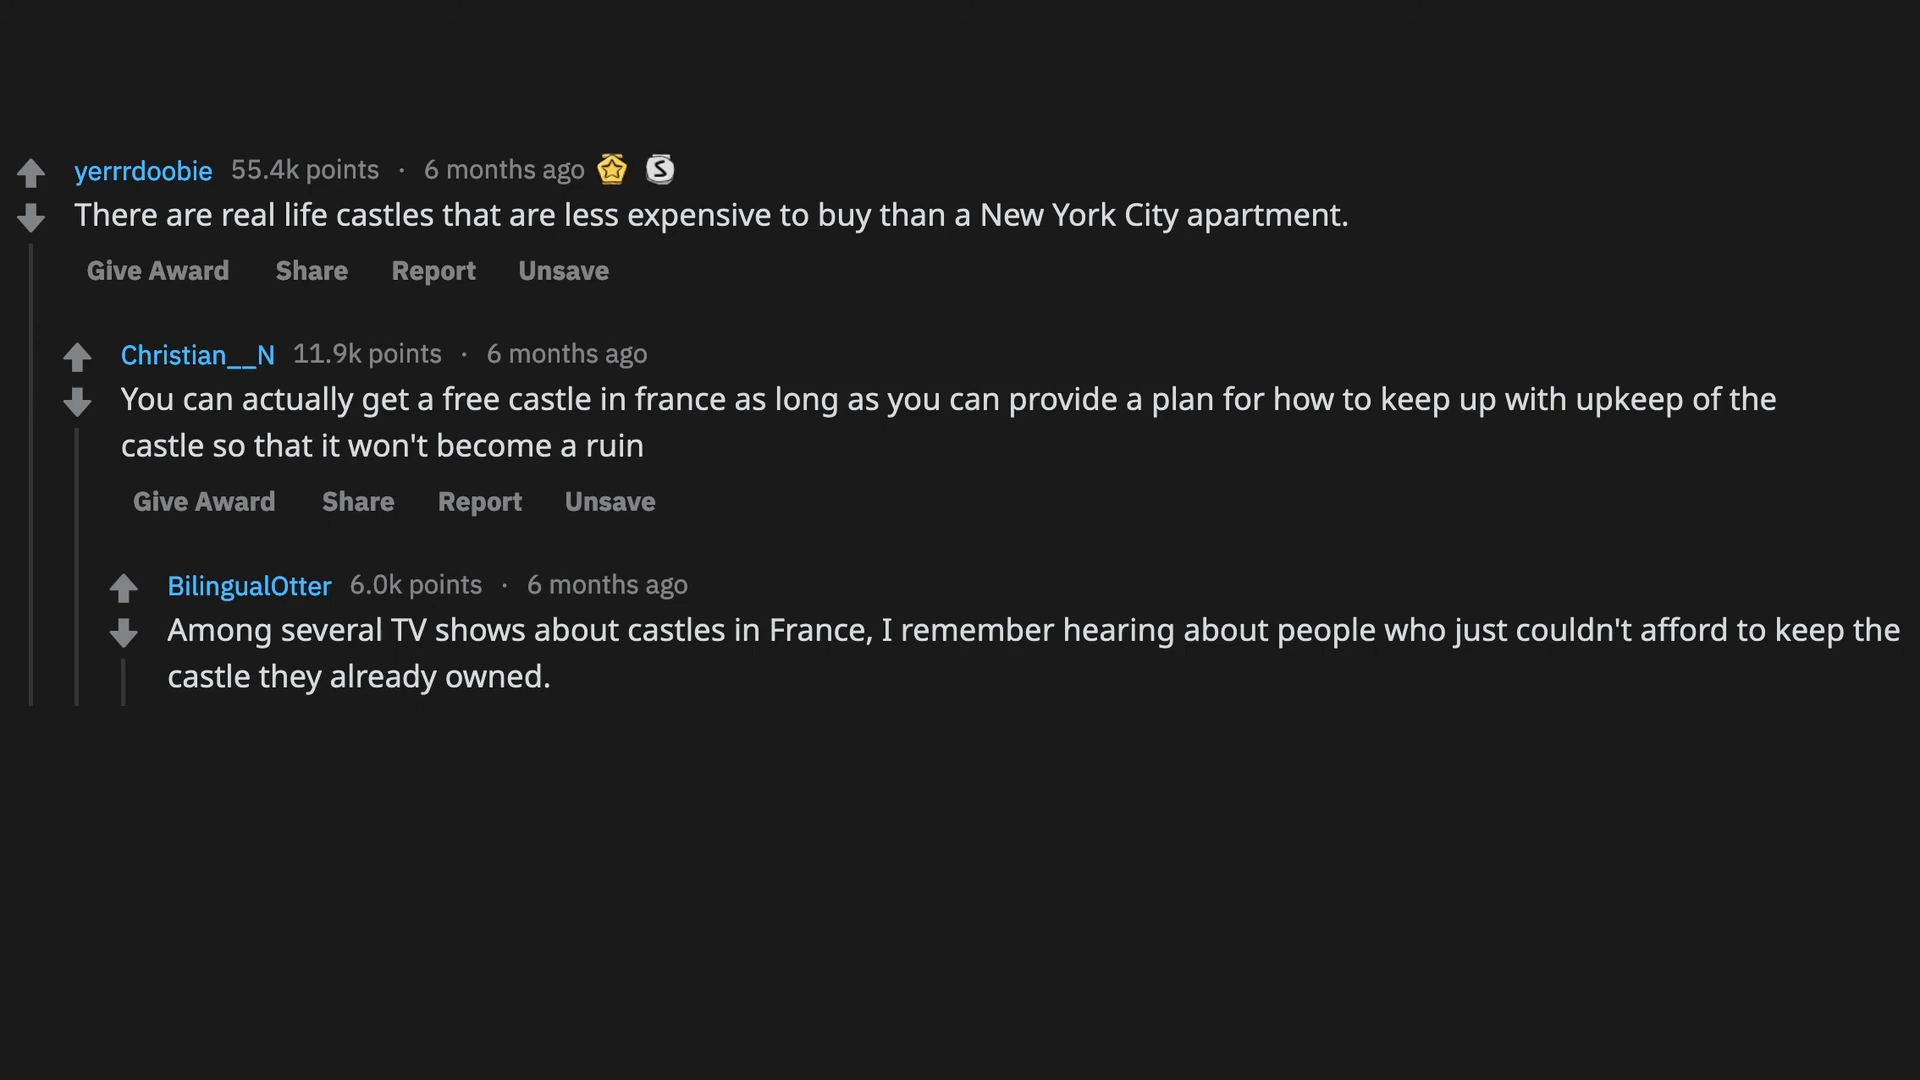 yerrrdoobie 55.4k points · 6 months ago
There are real life castles that are less expensive to buy than a New York City apartment.
Give Award Share Report Unsave
Christian__N 11.9k points · 6 months ago
You can actually get a free castle in france as long as you can provide a plan for how to keep up with upkeep of the
castle so that it won't become a ruin
Give Award Share Report Unsave
BilingualOtter 6.0k points · 6 months ago
Among several TV shows about castles in France, I remember hearing about people who just couldn't afford to keep the
castle they already owned.